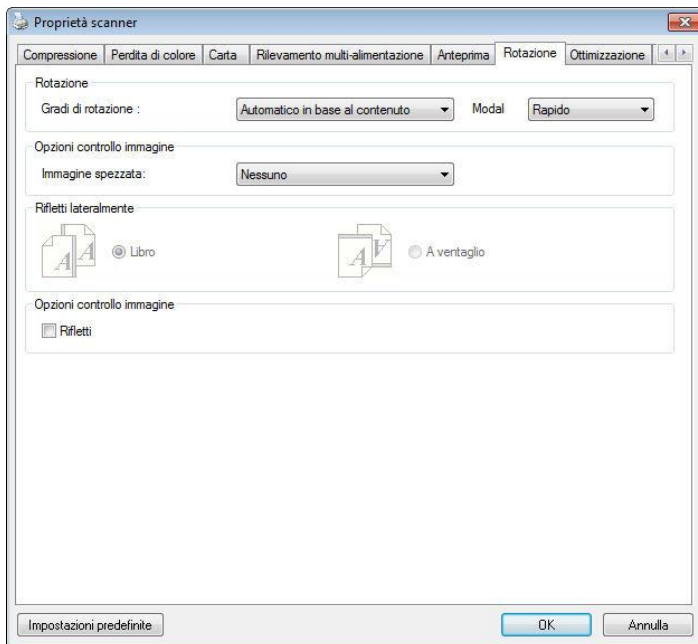 Proprietà scanner
Compressione Perdita di colore Carta Rilevamento multi-alimentazione Anteprima Rotazione Ottimizzazione
Rotazione
Gradi di rotazione : Automatico in base al contenuto Modal Rapido
Opzioni controllo immagine
Immagine spezzata: Nessuno
Rifletti lateralmente
A A Libro A A A ventaglio
Opzioni controllo immagine
Rifletti
Impostazioni predefinite OK Annulla